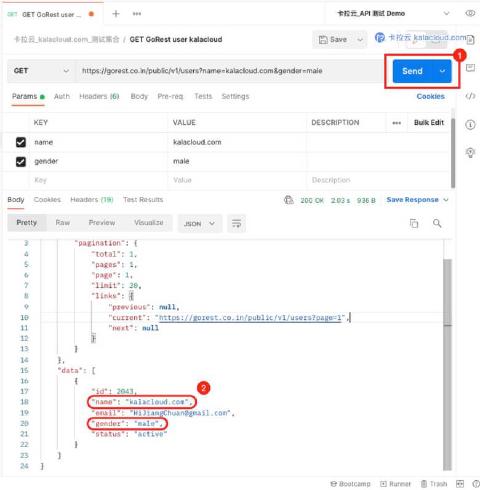 GET GET GoRest user
卡拉云_API 测试 Demo
卡拉云_kalacloud.com_测试集合 / GET GoRest user kalacloud
Save
卡拉云 kalacloud.com
1
GET
https://gorest.co.in/public/v1/users?name=kalacloud.com&gender=male
Send
Params Auth Headers (6) Body Pre-req. Tests Settings Cookies
KEY VALUE DESCRIPTION Bulk Edit
name kalacloud.com
gender male
Key Value Description
Body Cookies Headers (19) Test Results 200 OK 2.03 s 936 B Save Response
Pretty Raw Preview Visualize JSON
3 "pagination": {
4 "total": 1,
5 "pages": 1,
6 "page": 1,
7 "limit": 20,
8 "links": {
9 "previous": null,
10 "current": "https://gorest.co.in/public/v1/users?page=1",
11 "next": null
12 }
13 }
14 },
15 "data": [
16 {
17 "id": 2043,
2
18 "name": "kalacloud.com",
19 "email": "HiJiangChuan@gmail.com",
20 "gender": "male",
21 "status": "active"
22 }
23 ]
24 }
Bootcamp Runner Trash